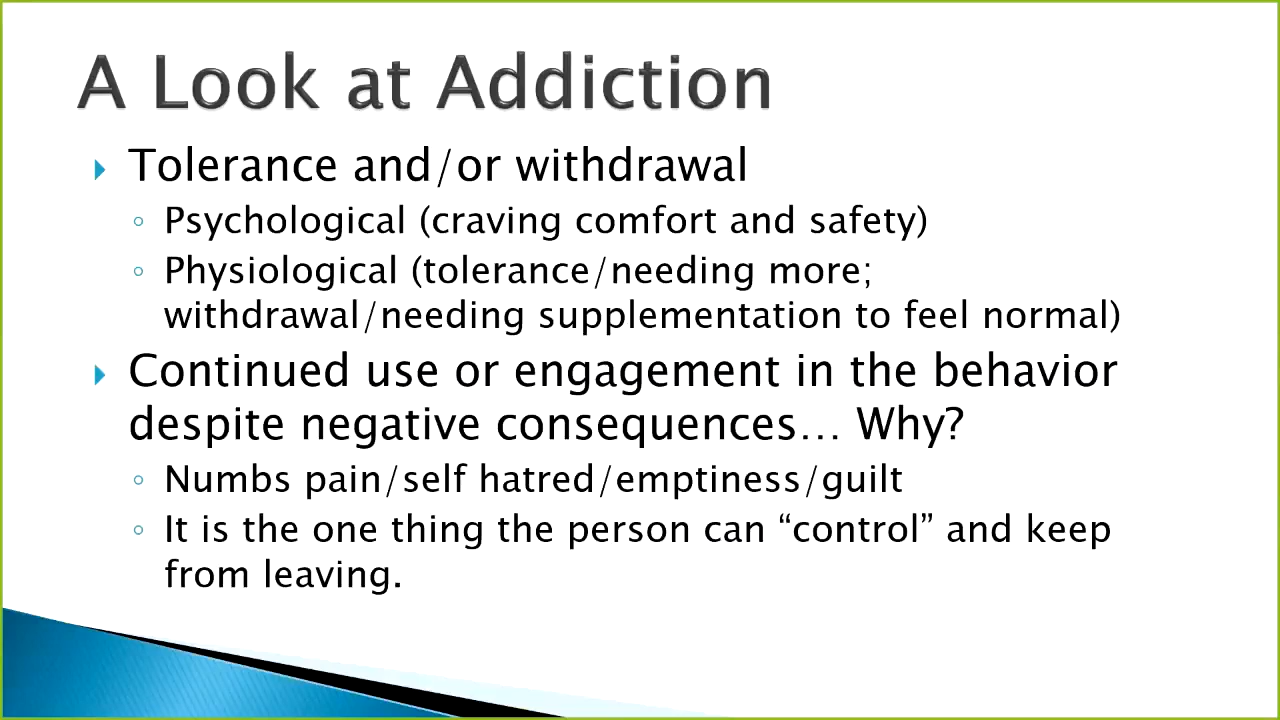 A Look at Addiction
Tolerance and/or withdrawal
◦ Psychological (craving comfort and safety)
◦ Physiological (tolerance/needing more;
withdrawal/needing supplementation to feel normal)
Continued use or engagement in the behavior
despite negative consequences… Why?
◦ Numbs pain/self hatred/emptiness/guilt
◦ It is the one thing the person can “control” and keep
from leaving.